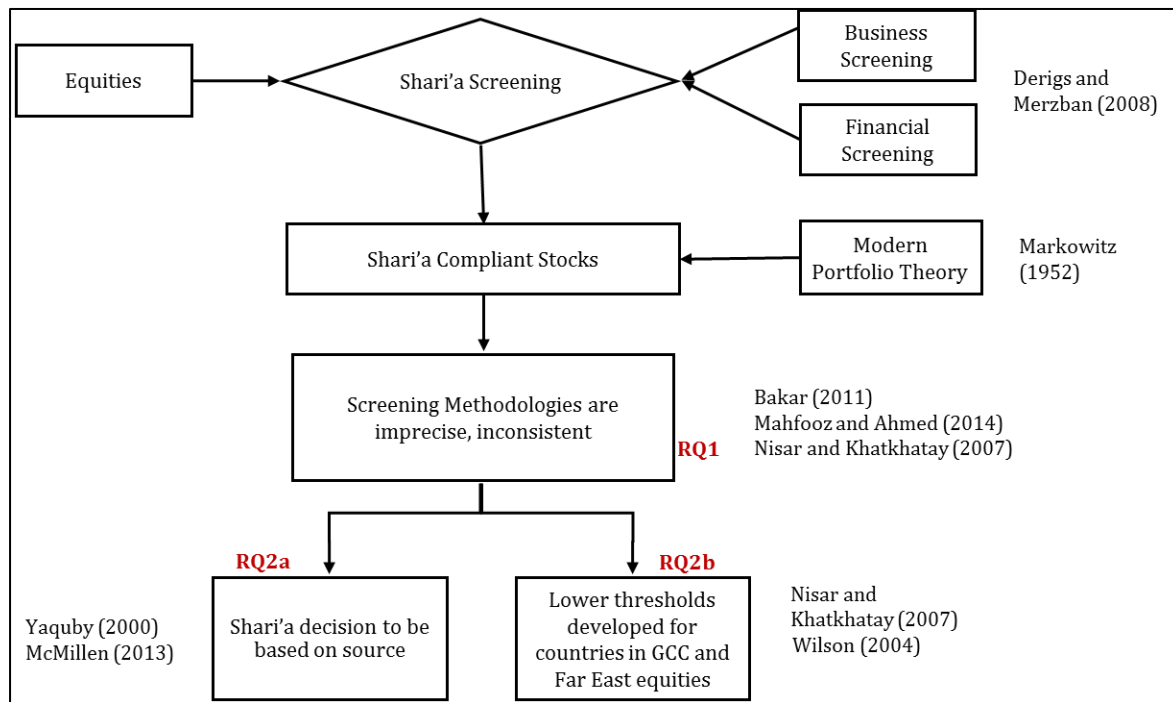 Equities
Shari'a Screening
Business
Screening
Financial
Screening
Derigs and
Merzban (2008)
Shari'a Compliant Stocks
Modern
Portfolio Theory
Markowitz
(1952)
Screening Methodologies are
imprecise, inconsistent
RQ1
Bakar (2011)
Mahfooz and Ahmed (2014)
Nisar and Khatkhatay (2007)
RQ2a
RQ2b
Yaquby (2000)
McMillen (2013)
Shari'a decision to be
based on source
Lower thresholds
developed for
countries in GCC and
Far East equities
Nisar and
Khatkhatay (2007)
Wilson (2004)